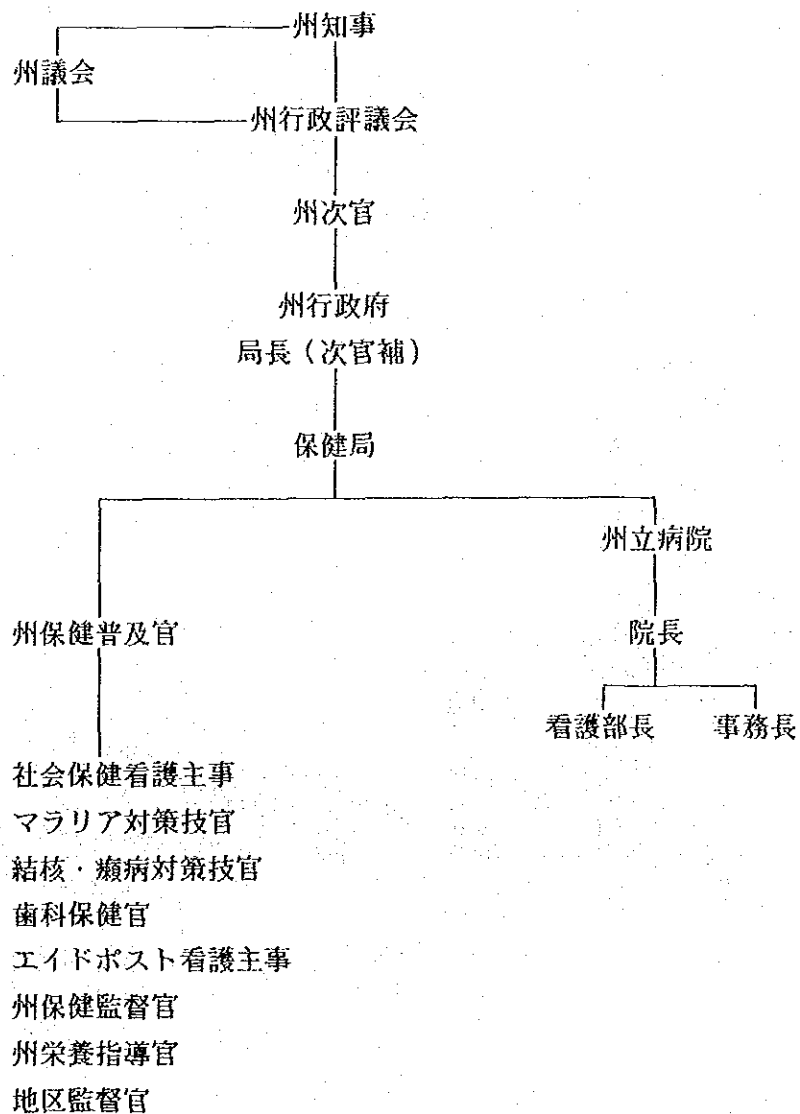 州知事
州議会
州行政評議会
州次官
州行政府
局長（次官補）
保健局
州立病院
州保健普及官
院長
看護部長
事務長
社会保健看護主事
マラリア対策技官
結核・癩病対策技官
歯科保健官
エイドポスト看護主事
州保健監督官
州栄養指導官
地区監督官